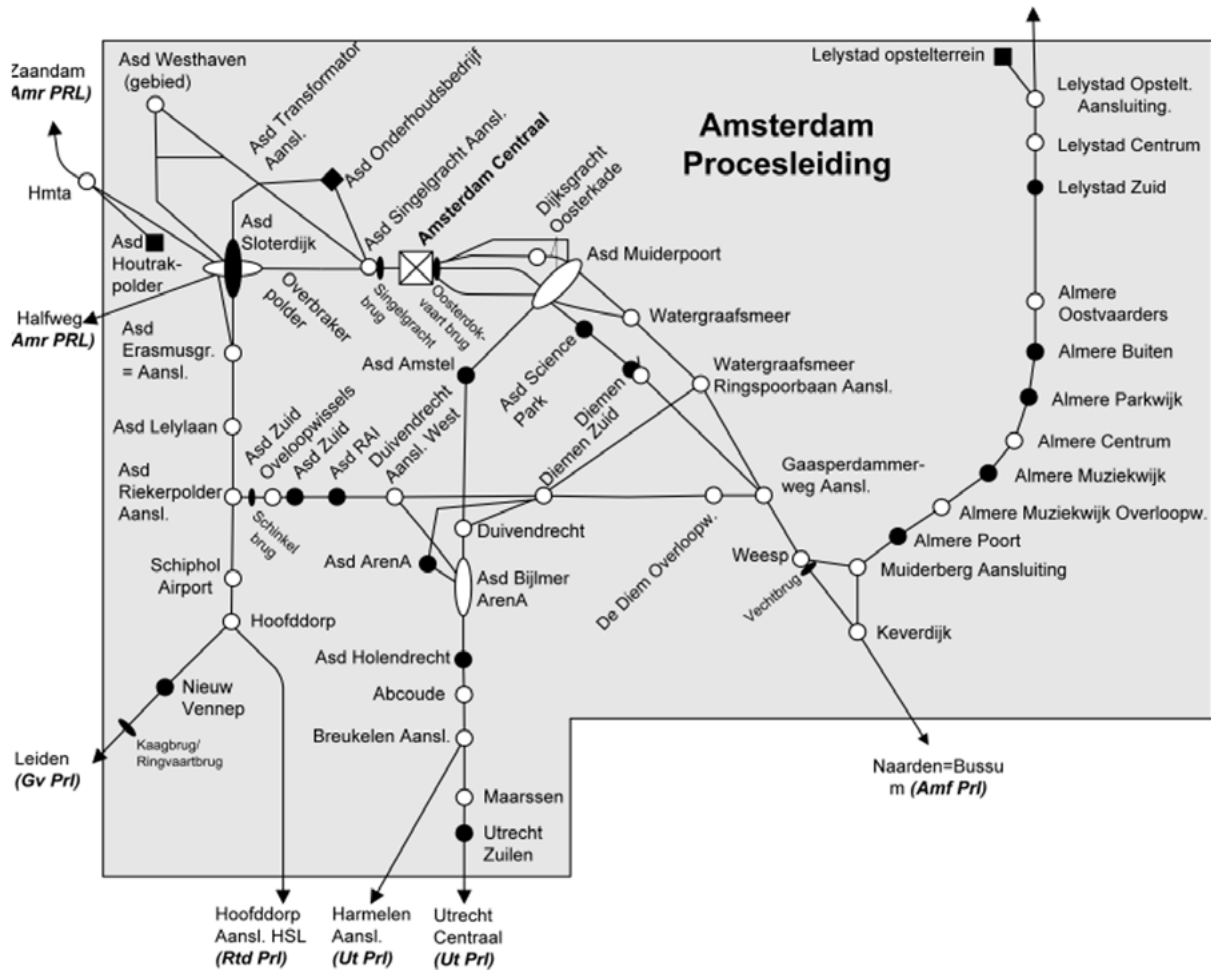 Amsterdam
Procesleiding
Zaandam
(Amr PRL)
Asd Westhaven
(gebied)
Asd Transformator
Aansl.
Asd Onderhoudsbedrijf
Asd Singelgracht Aansl.
Amsterdam Centraal
Dijksgracht
Oosterkade
Lelystad opstelterrein
Lelystad Opstelt.
Aansluiting.
Lelystad Centrum
Lelystad Zuid
Hmta
Asd
Houtrak-
polder
Asd
Sloterdijk
Asd Muiderpoort
Overbraker
polder
Singelgracht
brug
Oosterdok-
vaart brug
Halfweg
(Amr PRL)
Asd
Erasmusgr.
= Aansl.
Watergraafsmeer
Almere
Oostvaarders
Almere Buiten
Asd Amstel
Asd Science
Park
Diemen
Watergraafsmeer
Ringspoorbaan Aansl.
Almere Parkwijk
Asd Lelylaan
Asd Zuid
Oveloopwissels
Asd Zuid
Asd RAI
Duivendrecht
Aansl. West
Diemen Zuid
Almere Centrum
Gaasperdammer-
weg Aansl.
Almere Muziekwijk
Asd
Riekerpolder
Aansl.
Schinkel
brug
Almere Muziekwijk Overloopw.
Duivendrecht
Almere Poort
Asd ArenA
De Diem Overloopw.
Weesp
Vechtbrug
Muiderberg Aansluiting
Schiphol
Airport
Asd Bijlmer
ArenA
Hoofddorp
Keverdijk
Asd Holendrecht
Nieuw
Vennep
Abcoude
Kaagbrug/
Ringvaartbrug
Breukelen Aansl.
Leiden
(Gv Prl)
Naarden=Bussu
m (Amf Prl)
Maarssen
Utrecht
Zuilen
Hoofddorp
Aansl. HSL
(Rtd Prl)
Harmelen
Aansl.
(Ut Prl)
Utrecht
Centraal
(Ut Prl)